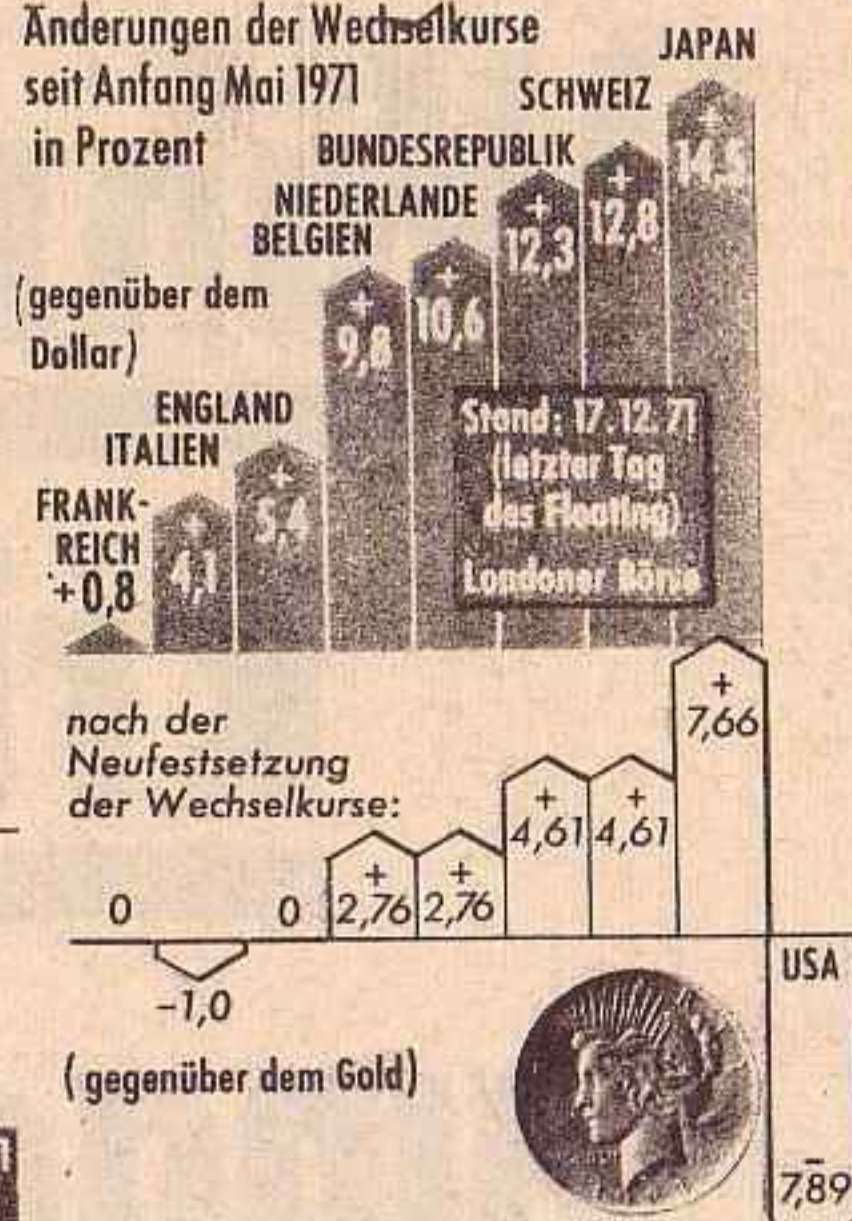 Änderungen der Wechselkurse
seit Anfang Mai 1971
in Prozent
(gegenüber dem
Dollar)
JAPAN
+
14,5
SCHWEIZ
+
12,8
BUNDESREPUBLIK
+
12,3
NIEDERLANDE
+
10,6
BELGIEN
+
9,8
ENGLAND
+
5,4
ITALIEN
+
4,1
FRANK-
REICH
+0,8
Stand: 17.12.71
(letzter Tag
des Floating)
Londoner Börse
nach der
Neufestsetzung
der Wechselkurse:
0
-1,0
0
+
2,76
+
2,76
+
4,61
+
4,61
+
7,66
USA
-
7,89
(gegenüber dem Gold)